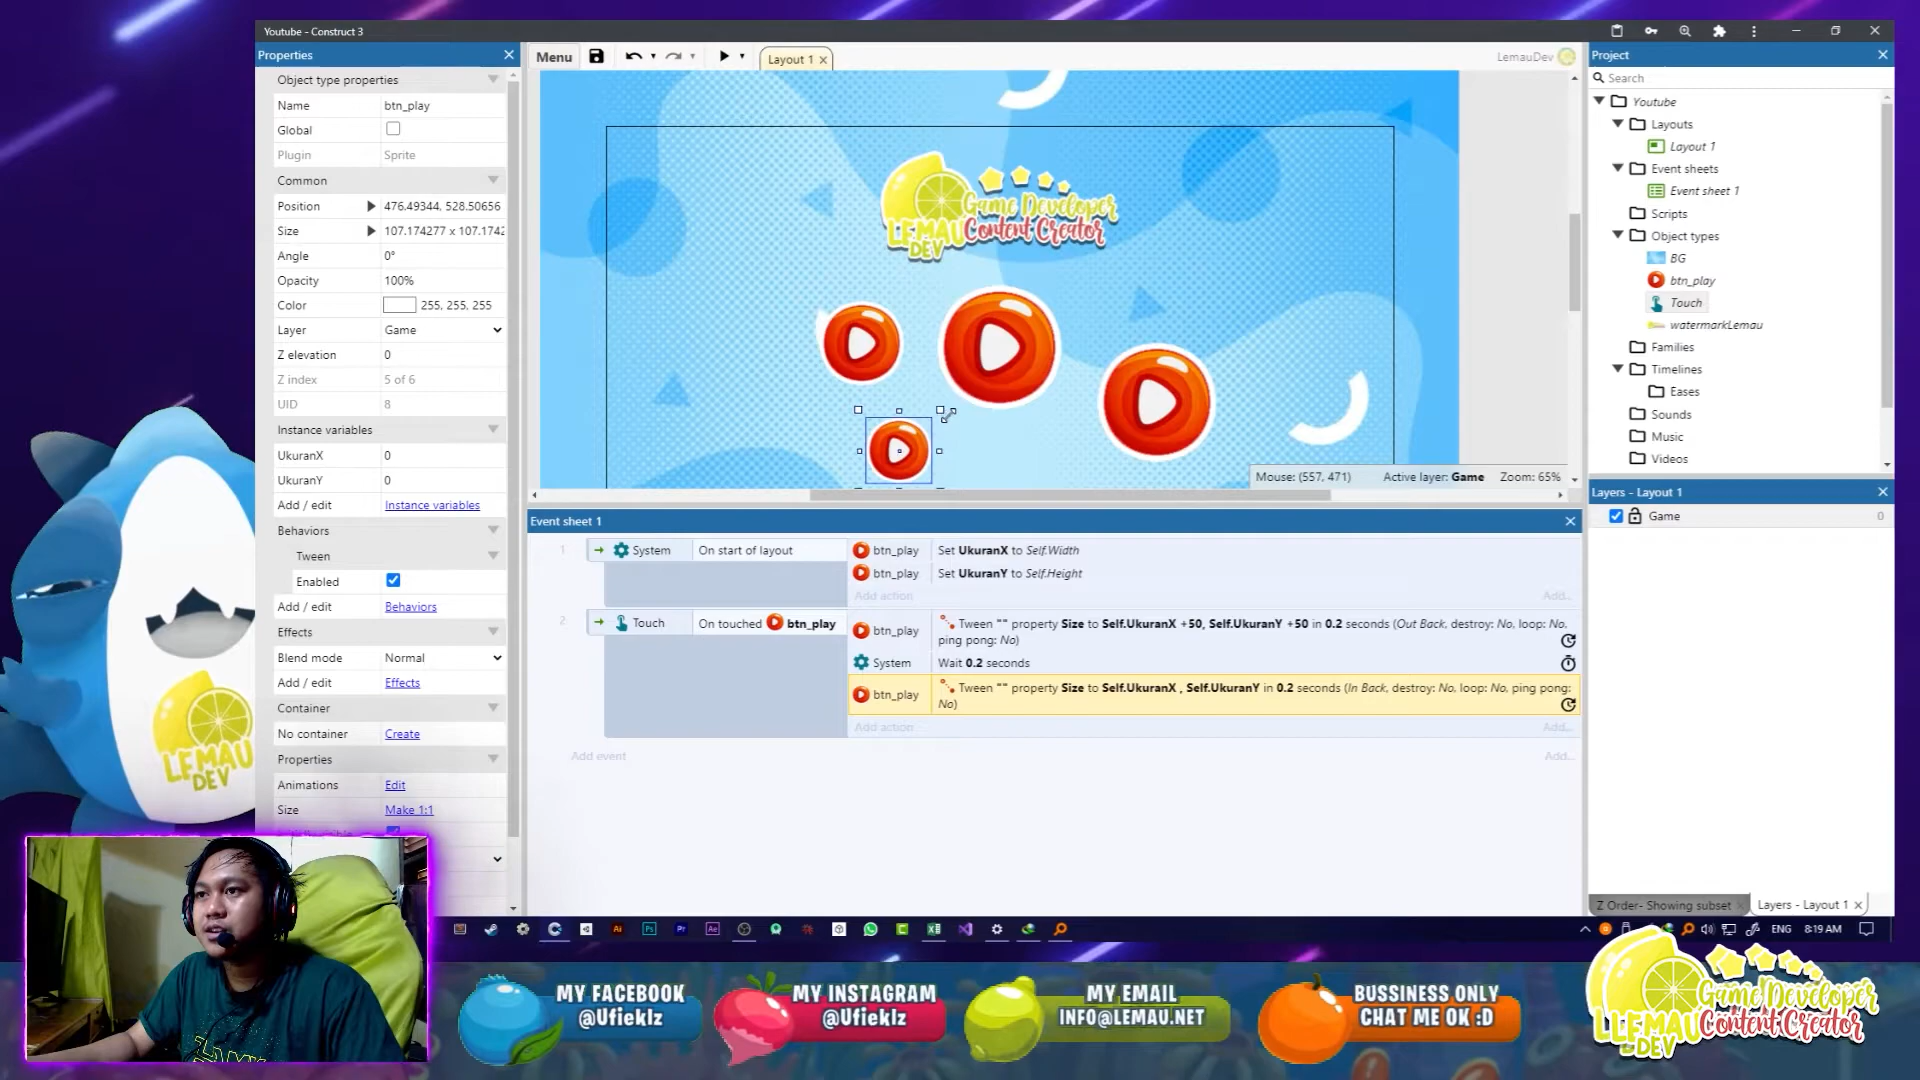 Youtube - Construct 3
Properties
Object type properties
Name btn_play
Global
Plugin Sprite
Common
Position 476.49344, 528.50656
Size 107.174277 x 107.1742
Angle 0°
Opacity 100%
Color 255, 255, 255
Layer Game
Z elevation 0
Z index 5 of 6
UID 8
Instance variables
UkuranX 0
UkuranY 0
Add / edit Instance variables
Behaviors
Tween
Enabled
Add / edit Behaviors
Effects
Blend mode Normal
Add / edit Effects
Container
No container Create
Properties
Animations Edit
Size Make 1:1
Menu
Layout 1
LemauDev
LEMAU
DEV
Game Developer
Content Creator
Mouse: (557, 471) Active layer: Game Zoom: 65%
Event sheet 1
1 System On start of layout btn_play Set UkuranX to Self.Width
btn_play Set UkuranY to Self.Height
Add action Add...
2 Touch On touched btn_play btn_play Tween "" property Size to Self.UkuranX +50, Self.UkuranY +50 in 0.2 seconds (Out Back, destroy: No, loop: No, ping pong: No)
System Wait 0.2 seconds
btn_play Tween "" property Size to Self.UkuranX , Self.UkuranY in 0.2 seconds (In Back, destroy: No, loop: No, ping pong: No)
Add action Add...
Add event Add...
Project
Search
Youtube
Layouts
Layout 1
Event sheets
Event sheet 1
Scripts
Object types
BG
btn_play
Touch
watermarkLemau
Families
Timelines
Eases
Sounds
Music
Videos
Layers - Layout 1
Game 0
Z Order- Showing subset
Layers - Layout 1
ENG 8:19 AM
LEMAU
DEV
MY FACEBOOK
@Ufieklz
MY INSTAGRAM
@Ufieklz
MY EMAIL
INFO@LEMAU.NET
BUSSINESS ONLY
CHAT ME OK :D
LEMAU
DEV
Game Developer
Content Creator